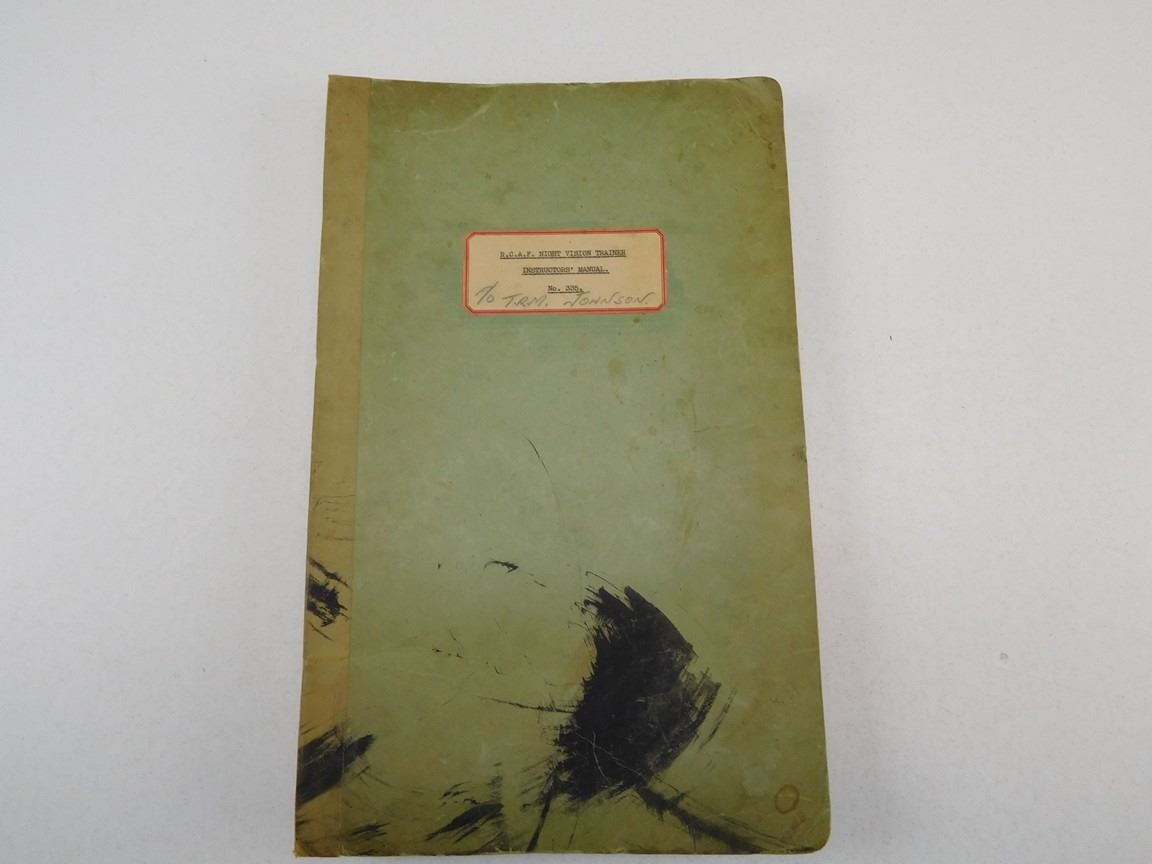 R.C.A.F. NIGHT VISION TRAINER
INSTRUCTORS' MANUAL.
No. 335.
F/O T.R.M. JOHNSON.